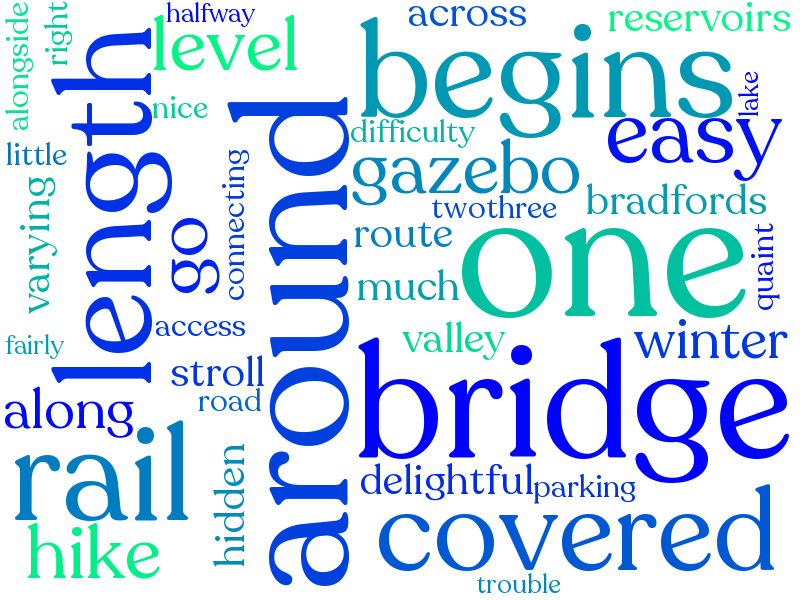 halfway
across
reservoirs
alongside
right
level
begins
length
nice
lake
difficulty
easy
little
around
gazebo
varying
connecting
twothree
bradfords
go
route
one
quaint
much
access
fairly
valley
winter
stroll
bridge
road
along
rail
hidden
delightful
parking
covered
hike
trouble